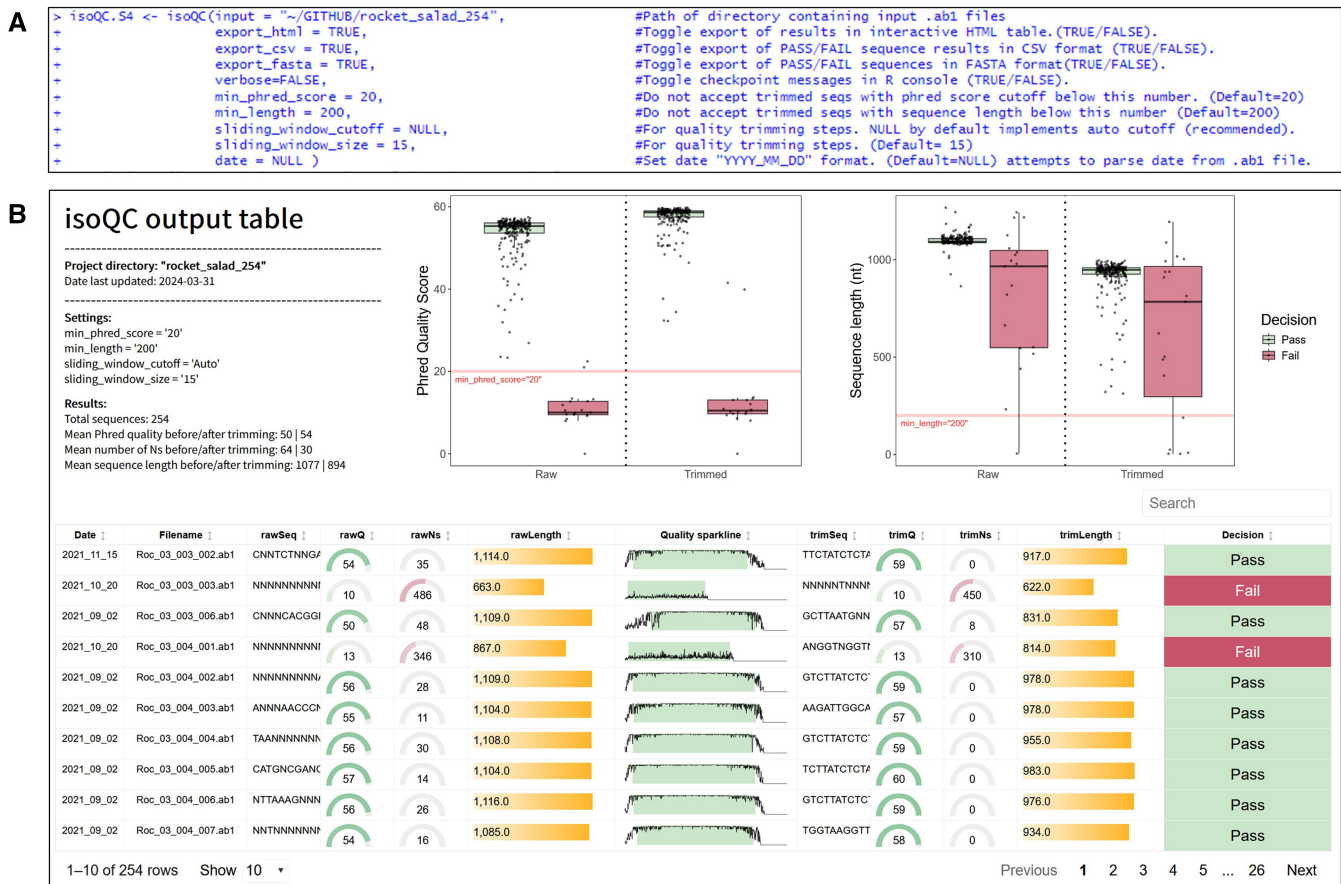 A
> isoQC.S4 <- isoQC(input = "~/GITHUB/rocket_salad_254", #Path of directory containing input .ab1 files
+ export_html = TRUE, #Toggle export of results in interactive HTML table.(TRUE/FALSE).
+ export_csv = TRUE, #Toggle export of PASS/FAIL sequence results in CSV format (TRUE/FALSE).
+ export_fasta = TRUE, #Toggle export of PASS/FAIL sequences in FASTA format(TRUE/FALSE).
+ verbose=FALSE, #Toggle checkpoint messages in R console (TRUE/FALSE).
+ min_phred_score = 20, #Do not accept trimmed seqs with phred score cutoff below this number. (Default=20)
+ min_length = 200, #Do not accept trimmed seqs with sequence length below this number (Default=200)
+ sliding_window_cutoff = NULL, #For quality trimming steps. NULL by default implements auto cutoff (recommended).
+ sliding_window_size = 15, #For quality trimming steps. (Default= 15)
+ date = NULL ) #Set date "YYYY_MM_DD" format. (Default=NULL) attempts to parse date from .ab1 file.
B
isoQC output table
Project directory: "rocket_salad_254"
Date last updated: 2024-03-31
Settings:
min_phred_score = '20'
min_length = '200'
sliding_window_cutoff = 'Auto'
sliding_window_size = '15'
Results:
Total sequences: 254
Mean Phred quality before/after trimming: 50 | 54
Mean number of Ns before/after trimming: 64 | 30
Mean sequence length before/after trimming: 1077 | 894
Phred Quality Score
60
40
20
0
min_phred_score="20"
Raw Trimmed
Sequence length (nt)
1000
500
0
min_length="200"
Raw Trimmed
Decision
Pass
Fail
Search
Date Filename rawSeq rawQ rawNs rawLength Quality sparkline trimSeq trimQ trimNs trimLength Decision
2021_11_15 Roc_03_003_002.ab1 CNNTCTNNGA 54 35 1,114.0 TTCTATCTCTA 59 0 917.0 Pass
2021_10_20 Roc_03_003_003.ab1 NNNNNNNNNN 10 486 663.0 NNNNNTNNNN 10 450 622.0 Fail
2021_09_02 Roc_03_003_006.ab1 CNNNCACGGI 50 48 1,109.0 GCTTAATGNN 57 8 831.0 Pass
2021_10_20 Roc_03_004_001.ab1 NNNNNNNNNI 13 346 867.0 ANGGTNGGTI 13 310 814.0 Fail
2021_09_02 Roc_03_004_002.ab1 NNNNNNNNNA 56 28 1,109.0 GTCTTATCTC 59 0 978.0 Pass
2021_09_02 Roc_03_004_003.ab1 ANNNAACCCN 55 11 1,104.0 AAGATTGGCA 57 0 978.0 Pass
2021_09_02 Roc_03_004_004.ab1 TAANNNNNNN 56 30 1,108.0 GTCTTATCTC 59 0 955.0 Pass
2021_09_02 Roc_03_004_005.ab1 CATGNCGANC 57 14 1,104.0 TCTTATCTCTA 60 0 983.0 Pass
2021_09_02 Roc_03_004_006.ab1 NTTAAAGNNN 56 26 1,116.0 GTCTTATCTC 59 0 976.0 Pass
2021_09_02 Roc_03_004_007.ab1 NNTNNNNNNN 54 16 1,085.0 TGGTAAGGTT 58 0 934.0 Pass
1–10 of 254 rows Show 10 Previous 1 2 3 4 5 ... 26 Next